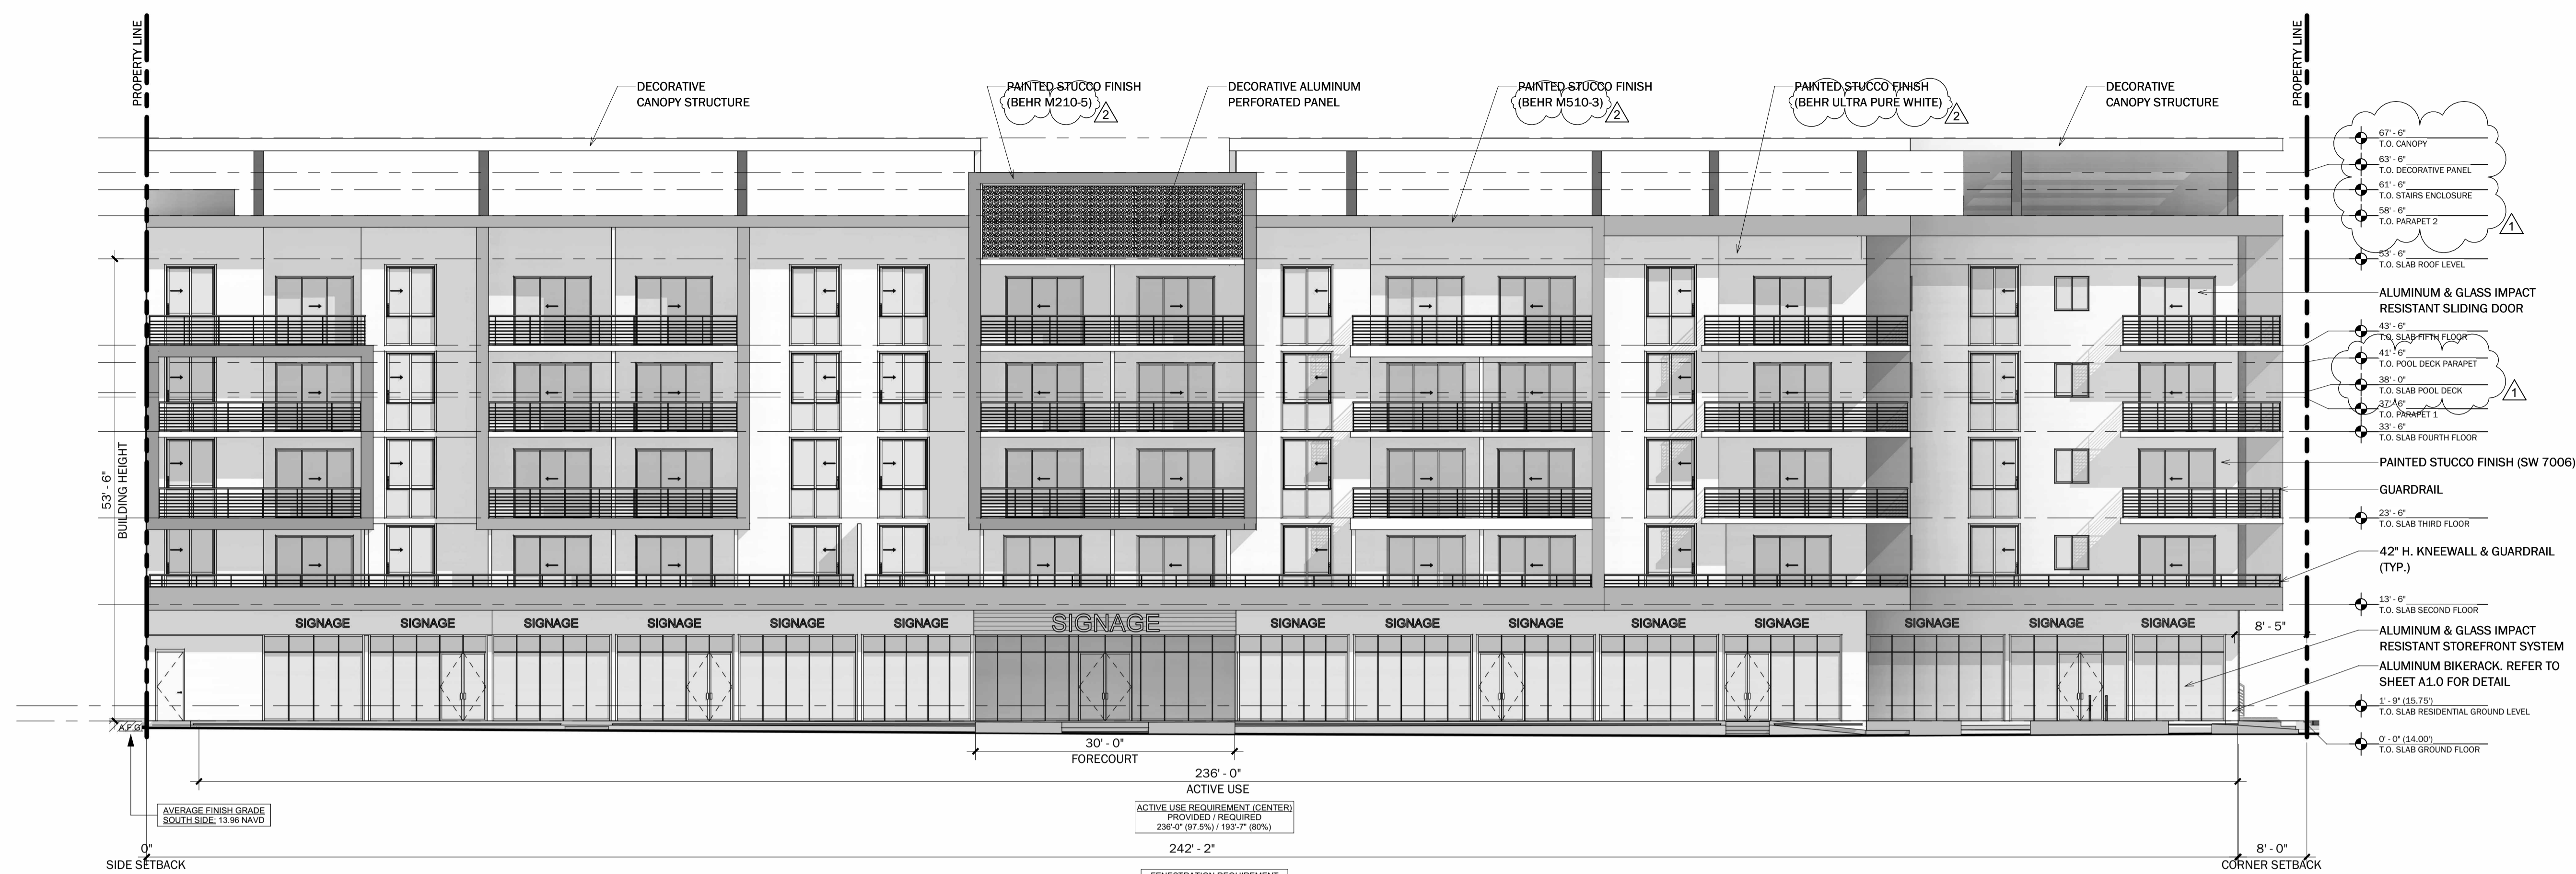 PROPERTY LINE
PROPERTY LINE
DECORATIVE
CANOPY STRUCTURE
PAINTED STUCCO FINISH
(BEHR M210-5)
2
DECORATIVE ALUMINUM
PERFORATED PANEL
PAINTED STUCCO FINISH
(BEHR M510-3)
2
PAINTED STUCCO FINISH
(BEHR ULTRA PURE WHITE)
2
DECORATIVE
CANOPY STRUCTURE
67' - 6"
T.O. CANOPY
63' - 6"
T.O. DECORATIVE PANEL
61' - 6"
T.O. STAIRS ENCLOSURE
58' - 6"
T.O. PARAPET 2
1
53' - 6"
T.O. SLAB ROOF LEVEL
ALUMINUM & GLASS IMPACT
RESISTANT SLIDING DOOR
43' - 6"
T.O. SLAB FIFTH FLOOR
41' - 6"
T.O. POOL DECK PARAPET
38' - 0"
T.O. SLAB POOL DECK
1
37' - 6"
T.O. PARAPET 1
33' - 6"
T.O. SLAB FOURTH FLOOR
PAINTED STUCCO FINISH (SW 7006)
GUARDRAIL
23' - 6"
T.O. SLAB THIRD FLOOR
42" H. KNEEWALL & GUARDRAIL
(TYP.)
13' - 6"
T.O. SLAB SECOND FLOOR
8' - 5"
ALUMINUM & GLASS IMPACT
RESISTANT STOREFRONT SYSTEM
ALUMINUM BIKERACK. REFER TO
SHEET A1.0 FOR DETAIL
1' - 9" (15.75')
T.O. SLAB RESIDENTIAL GROUND LEVEL
0' - 0" (14.00')
T.O. SLAB GROUND FLOOR
53' - 6"
BUILDING HEIGHT
SIGNAGE SIGNAGE SIGNAGE SIGNAGE SIGNAGE SIGNAGE SIGNAGE SIGNAGE SIGNAGE SIGNAGE SIGNAGE SIGNAGE SIGNAGE SIGNAGE SIGNAGE
A.F.G.
30' - 0"
FORECOURT
236' - 0"
ACTIVE USE
AVERAGE FINISH GRADE
SOUTH SIDE: 13.96 NAVD
ACTIVE USE REQUIREMENT (CENTER)
PROVIDED / REQUIRED
236'-0" (97.5%) / 193'-7" (80%)
0"
SIDE SETBACK
242' - 2"
8' - 0"
CORNER SETBACK
FENESTRATION REQUIREMENT